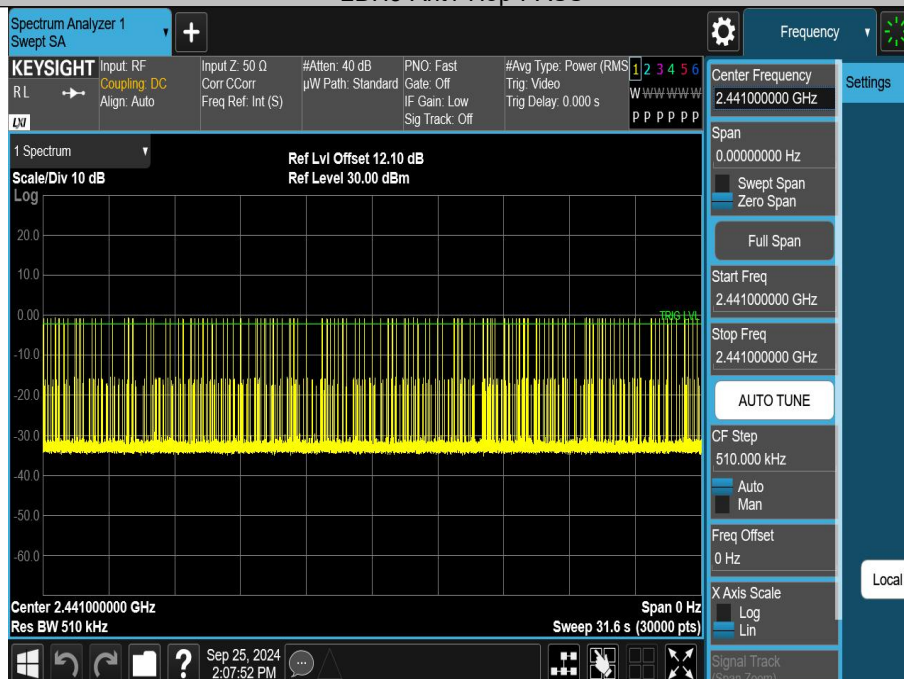 Spectrum Analyzer 1
Swept SA
Frequency
KEYSIGHT
R L
LXI
Input: RF
Coupling: DC
Align: Auto
Input Z: 50 Ω
Corr CCorr
Freq Ref: Int (S)
#Atten: 40 dB
µW Path: Standard
PNO: Fast
Gate: Off
IF Gain: Low
Sig Track: Off
#Avg Type: Power (RMS
Trig: Video
Trig Delay: 0.000 s
1 2 3 4 5 6
W W W W W W
P P P P P P
Center Frequency
2.441000000 GHz
Settings
1 Spectrum
Scale/Div 10 dB
Ref Lvl Offset 12.10 dB
Ref Level 30.00 dBm
Span
0.00000000 Hz
Swept Span
Zero Span
Full Span
Log
20.0
10.0
0.00
TRIG LVL
-10.0
-20.0
-30.0
-40.0
-50.0
-60.0
Start Freq
2.441000000 GHz
Stop Freq
2.441000000 GHz
AUTO TUNE
CF Step
510.000 kHz
Auto
Man
Freq Offset
0 Hz
Local
X Axis Scale
Log
Lin
Center 2.441000000 GHz
Span 0 Hz
Res BW 510 kHz
Sweep 31.6 s (30000 pts)
Signal Track
(Span Zoom)
?
Sep 25, 2024
2:07:52 PM